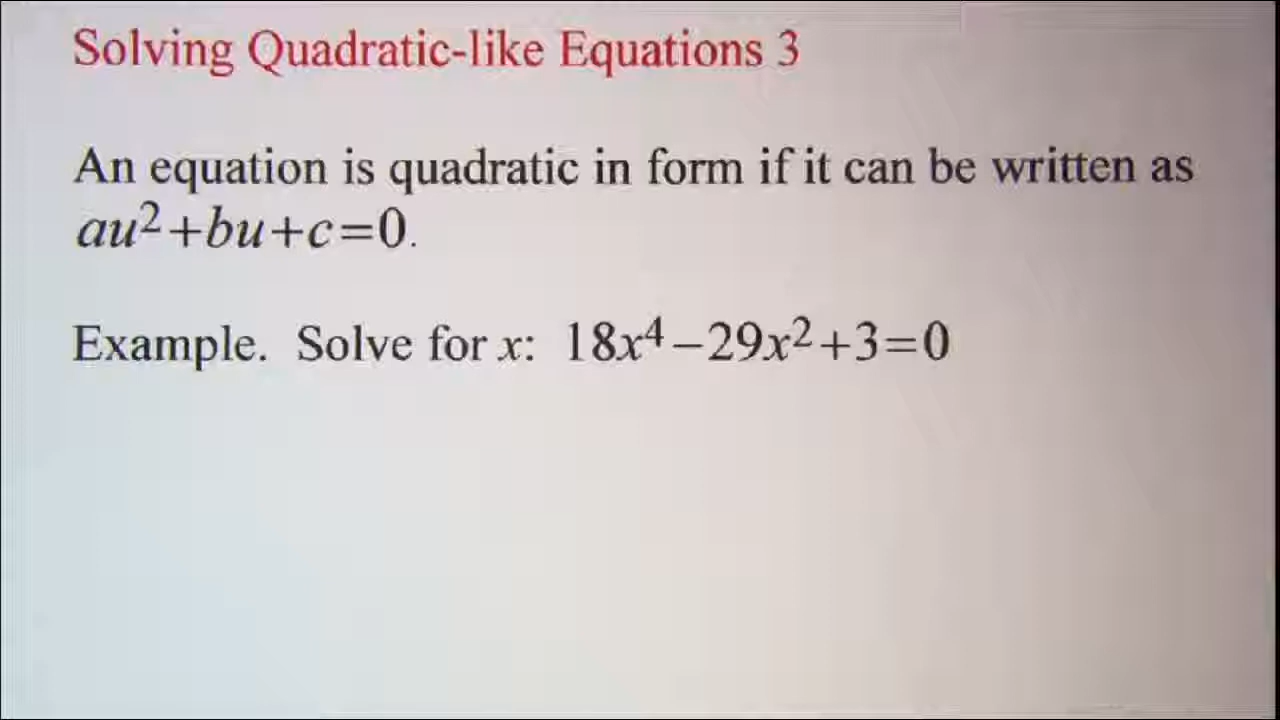 Solving Quadratic-like Equations 3
An equation is quadratic in form if it can be written as
au²+bu+c=0.
Example. Solve for x: 18x⁴−29x²+3=0